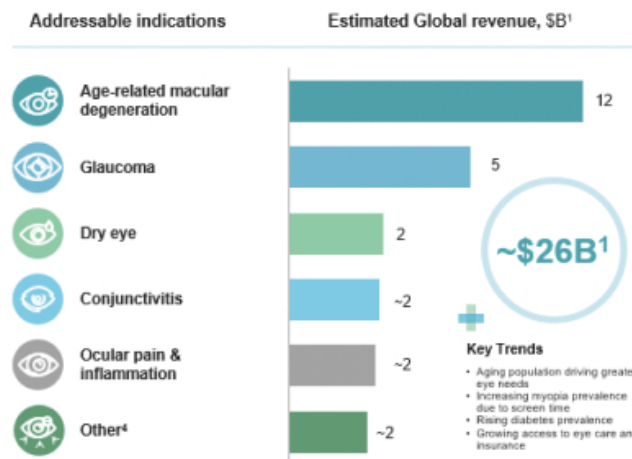 Addressable indications
Estimated Global revenue, $B¹
Age-related macular
degeneration
12
Glaucoma
5
Dry eye
2
Conjunctivitis
~2
Ocular pain &
inflammation
~2
Other⁴
~2
~$26B¹
Key Trends
• Aging population driving greate
eye needs
• Increasing myopia prevalence
due to screen time
• Rising diabetes prevalence
• Growing access to eye care an
insurance